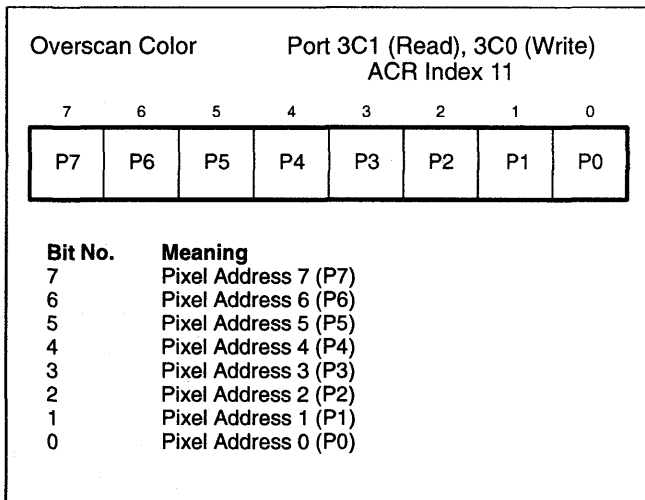 Overscan Color Port 3C1 (Read), 3C0 (Write)
ACR Index 11
7 6 5 4 3 2 1 0
P7 P6 P5 P4 P3 P2 P1 P0
Bit No. Meaning
7 Pixel Address 7 (P7)
6 Pixel Address 6 (P6)
5 Pixel Address 5 (P5)
4 Pixel Address 4 (P4)
3 Pixel Address 3 (P3)
2 Pixel Address 2 (P2)
1 Pixel Address 1 (P1)
0 Pixel Address 0 (P0)